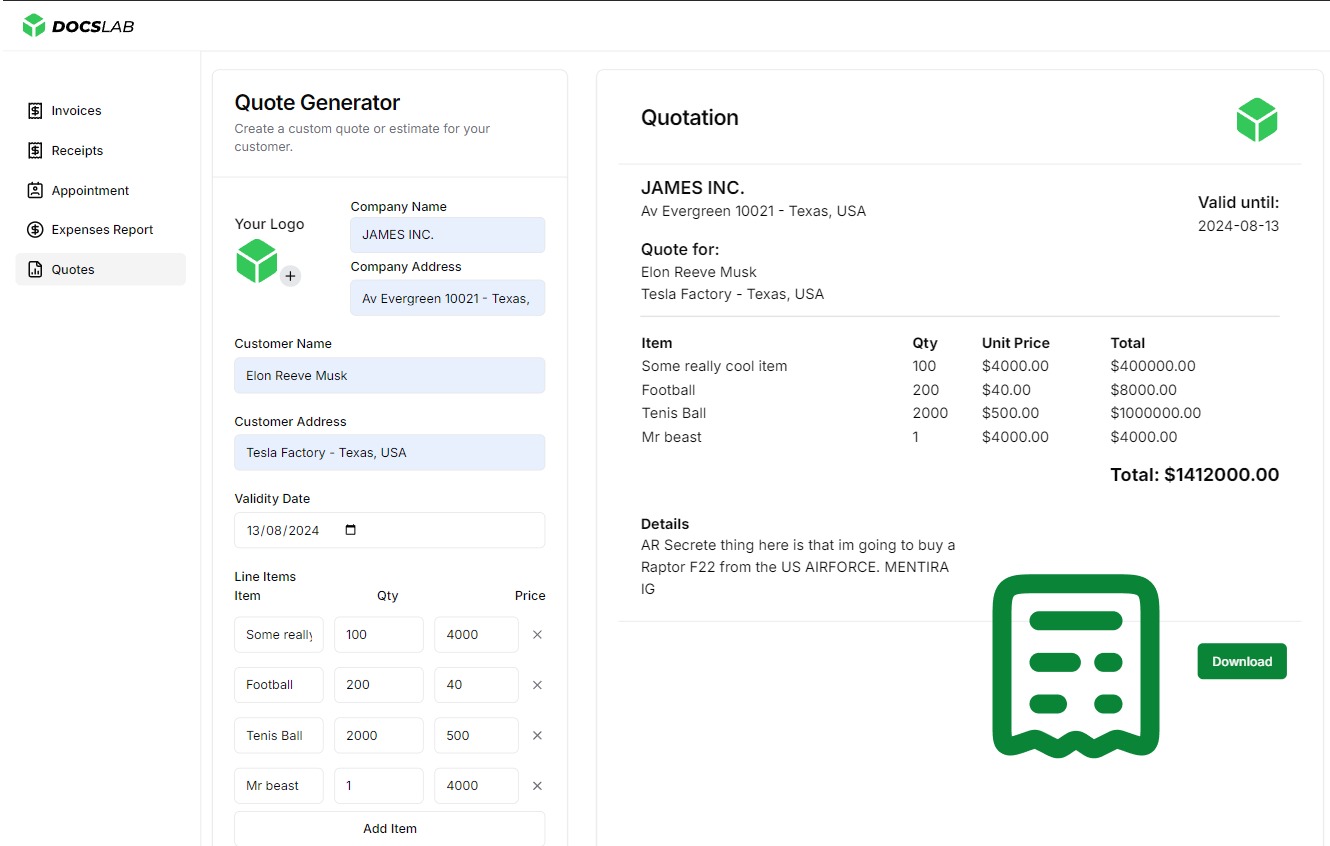 DOCSLAB
Invoices
Receipts
Appointment
Expenses Report
Quotes
Quote Generator
Create a custom quote or estimate for your
customer.
Your Logo
Company Name
JAMES INC.
Company Address
Av Evergreen 10021 - Texas,
Customer Name
Elon Reeve Musk
Customer Address
Tesla Factory - Texas, USA
Validity Date
13/08/2024
Line Items
Item Qty Price
Some really 100 4000
Football 200 40
Tenis Ball 2000 500
Mr beast 1 4000
Add Item
Quotation
JAMES INC.
Av Evergreen 10021 - Texas, USA
Valid until:
2024-08-13
Quote for:
Elon Reeve Musk
Tesla Factory - Texas, USA
Item Qty Unit Price Total
Some really cool item 100 $4000.00 $400000.00
Football 200 $40.00 $8000.00
Tenis Ball 2000 $500.00 $1000000.00
Mr beast 1 $4000.00 $4000.00
Total: $1412000.00
Details
AR Secrete thing here is that im going to buy a
Raptor F22 from the US AIRFORCE. MENTIRA
IG
Download